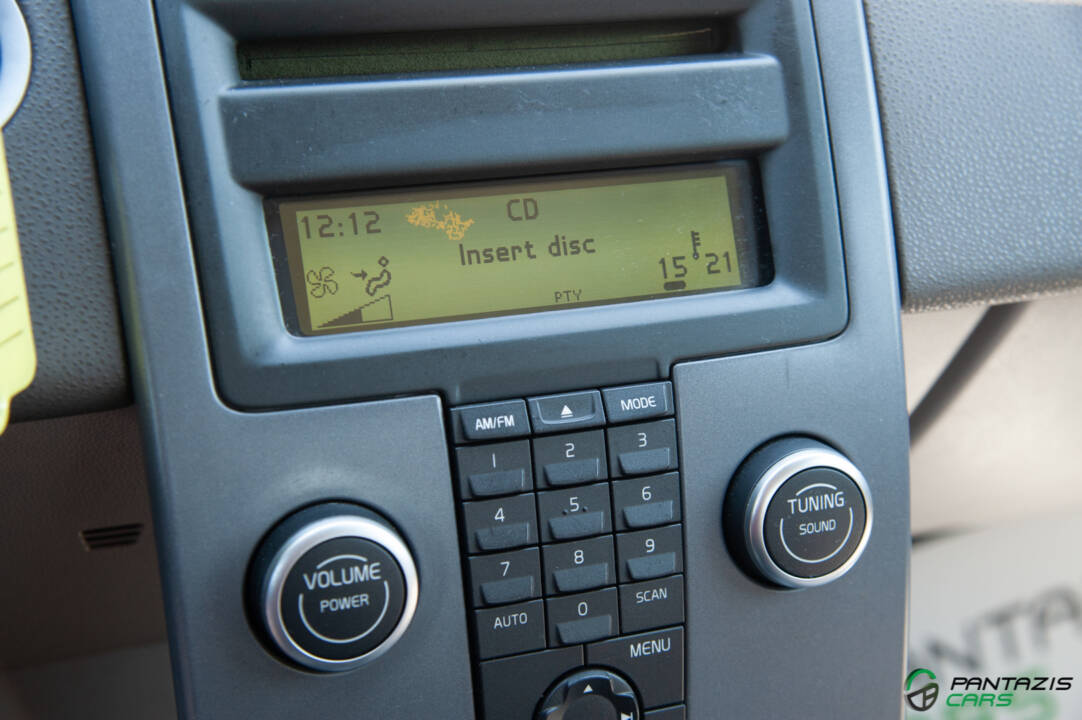 12:12
CD
Insert disc
15 21
PTY
AM/FM
MODE
1 2 3
4 5 6
7 8 9
AUTO 0 SCAN
MENU
VOLUME
POWER
TUNING
SOUND
PANTAZIS
CARS